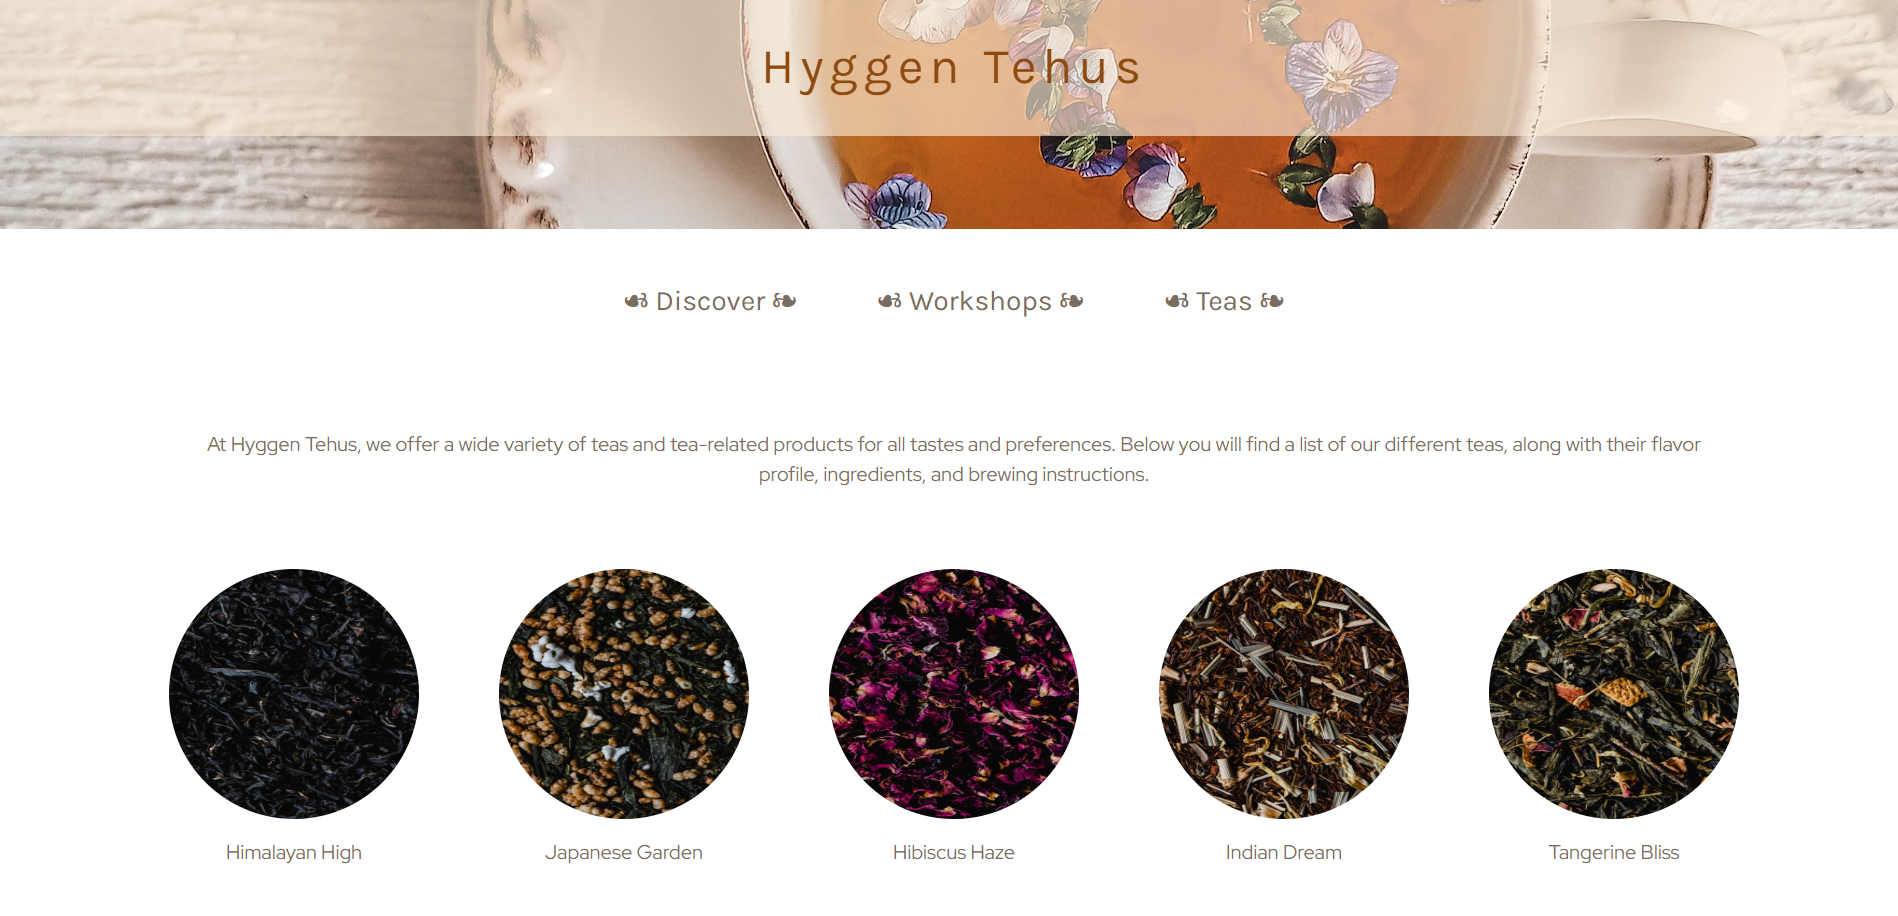 Hyggen Tehus
☙ Discover ❧ ☙ Workshops ❧ ☙ Teas ❧
At Hyggen Tehus, we offer a wide variety of teas and tea-related products for all tastes and preferences. Below you will find a list of our different teas, along with their flavor
profile, ingredients, and brewing instructions.
Himalayan High
Japanese Garden
Hibiscus Haze
Indian Dream
Tangerine Bliss